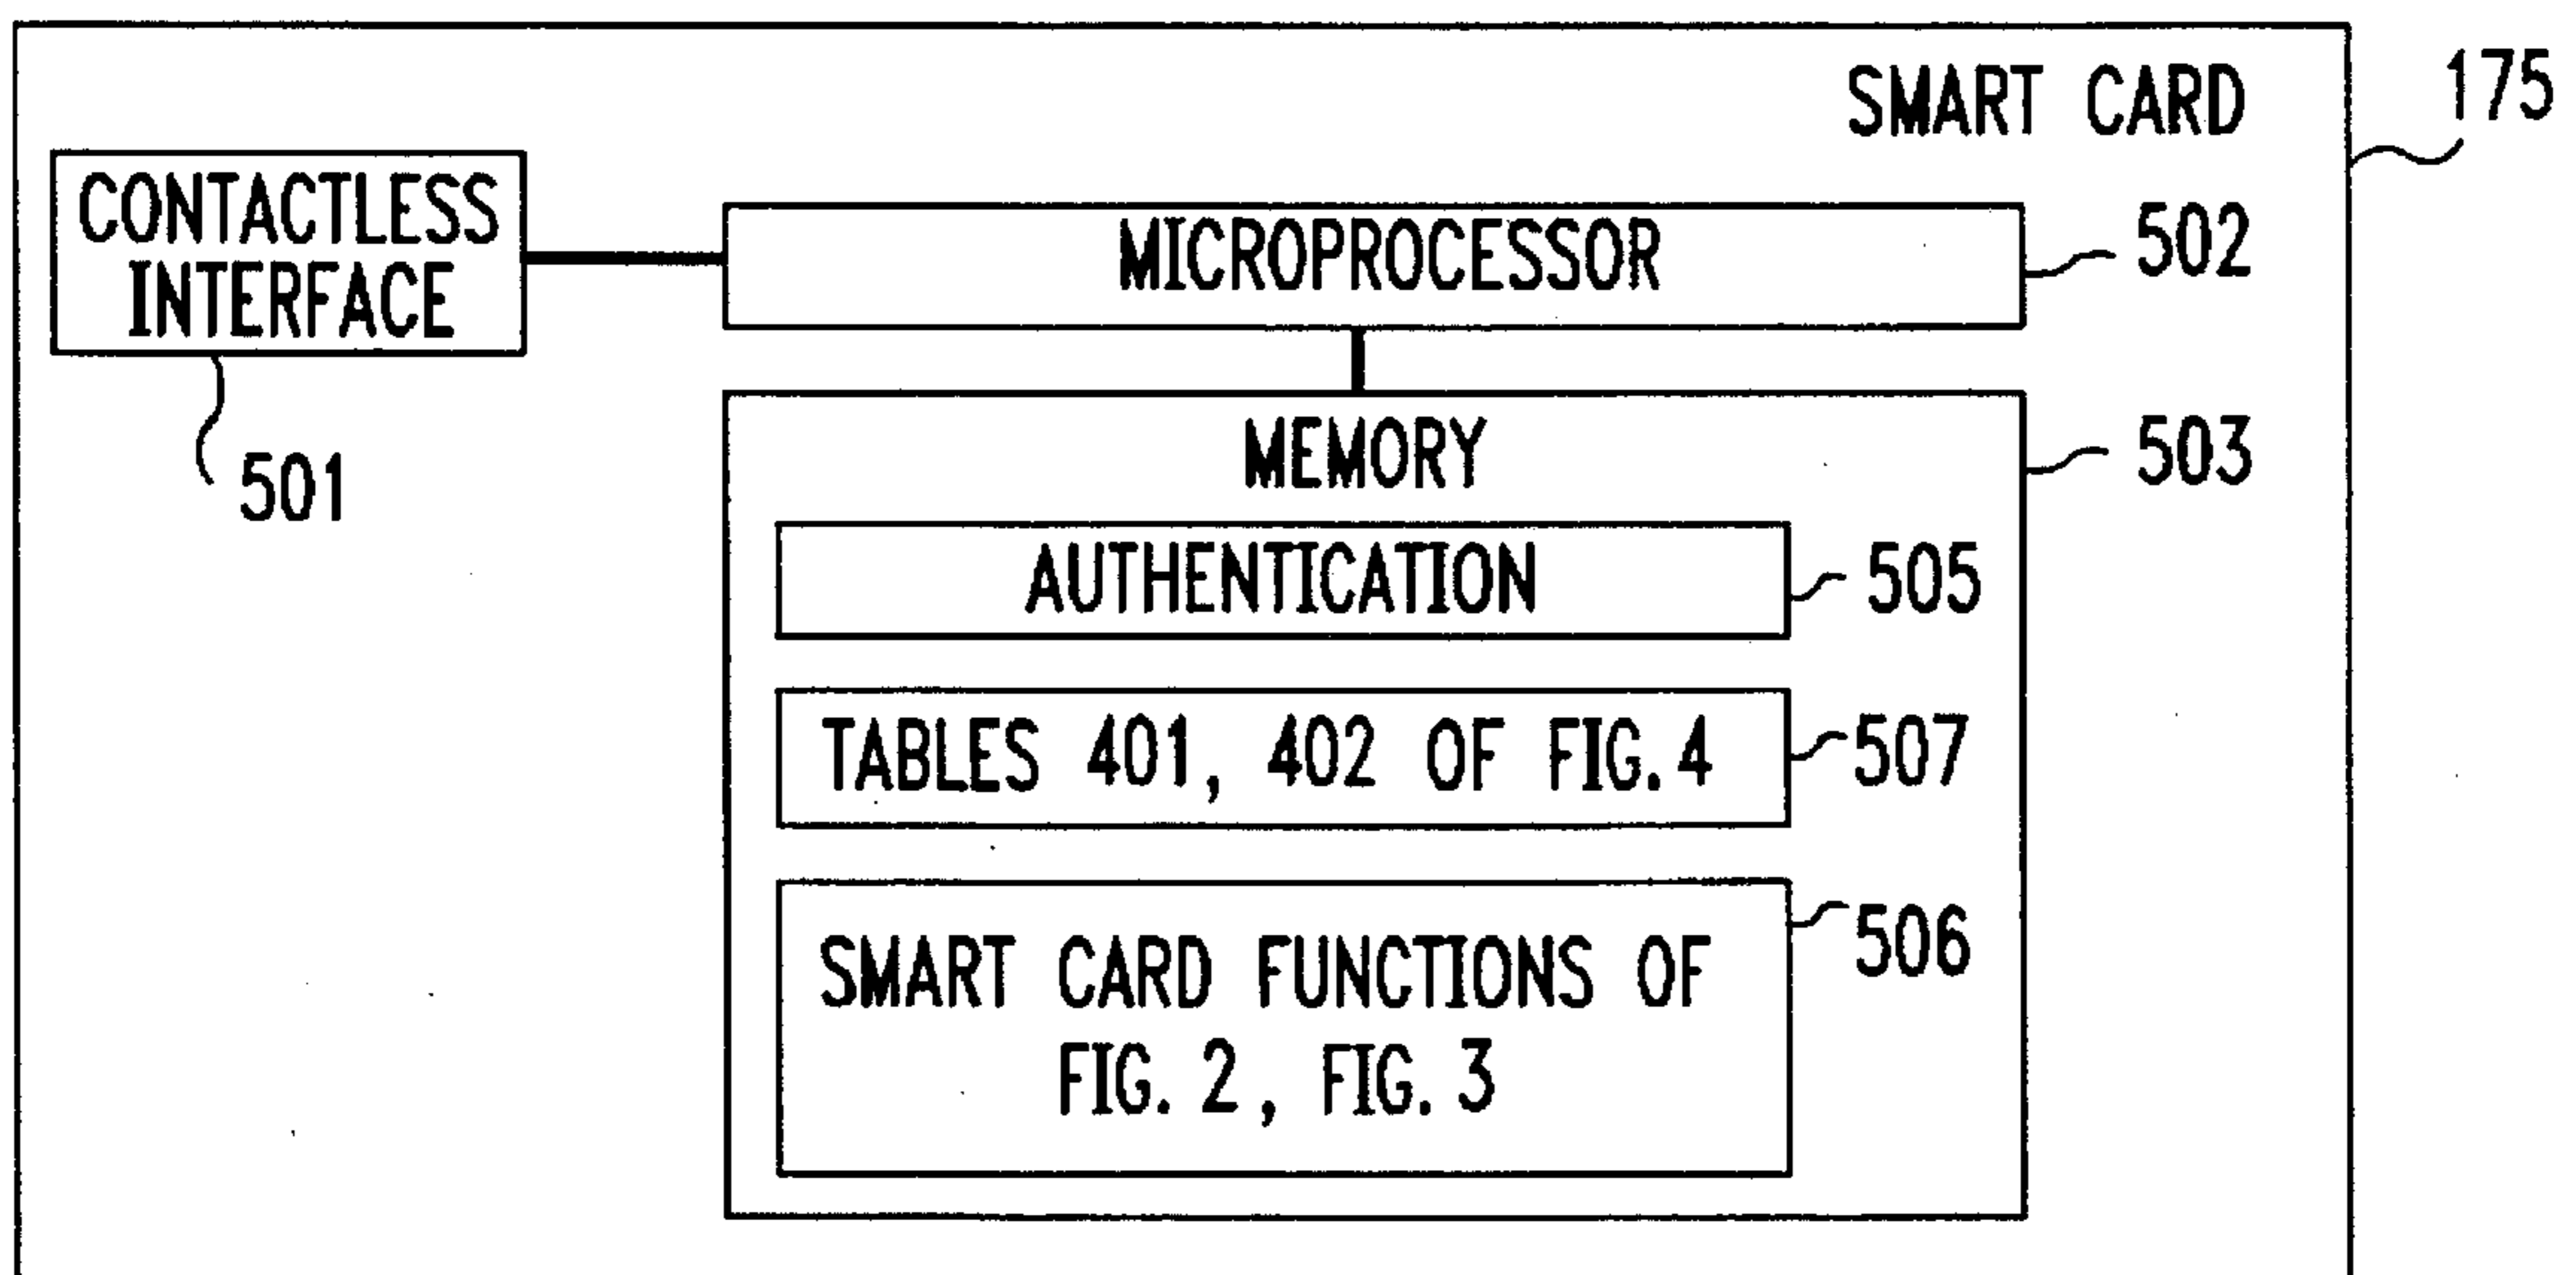 SMART CARD
175
CONTACTLESS
INTERFACE
501
MICROPROCESSOR
502
MEMORY
503
AUTHENTICATION
505
TABLES 401, 402 OF FIG. 4
507
SMART CARD FUNCTIONS OF
FIG. 2, FIG. 3
506